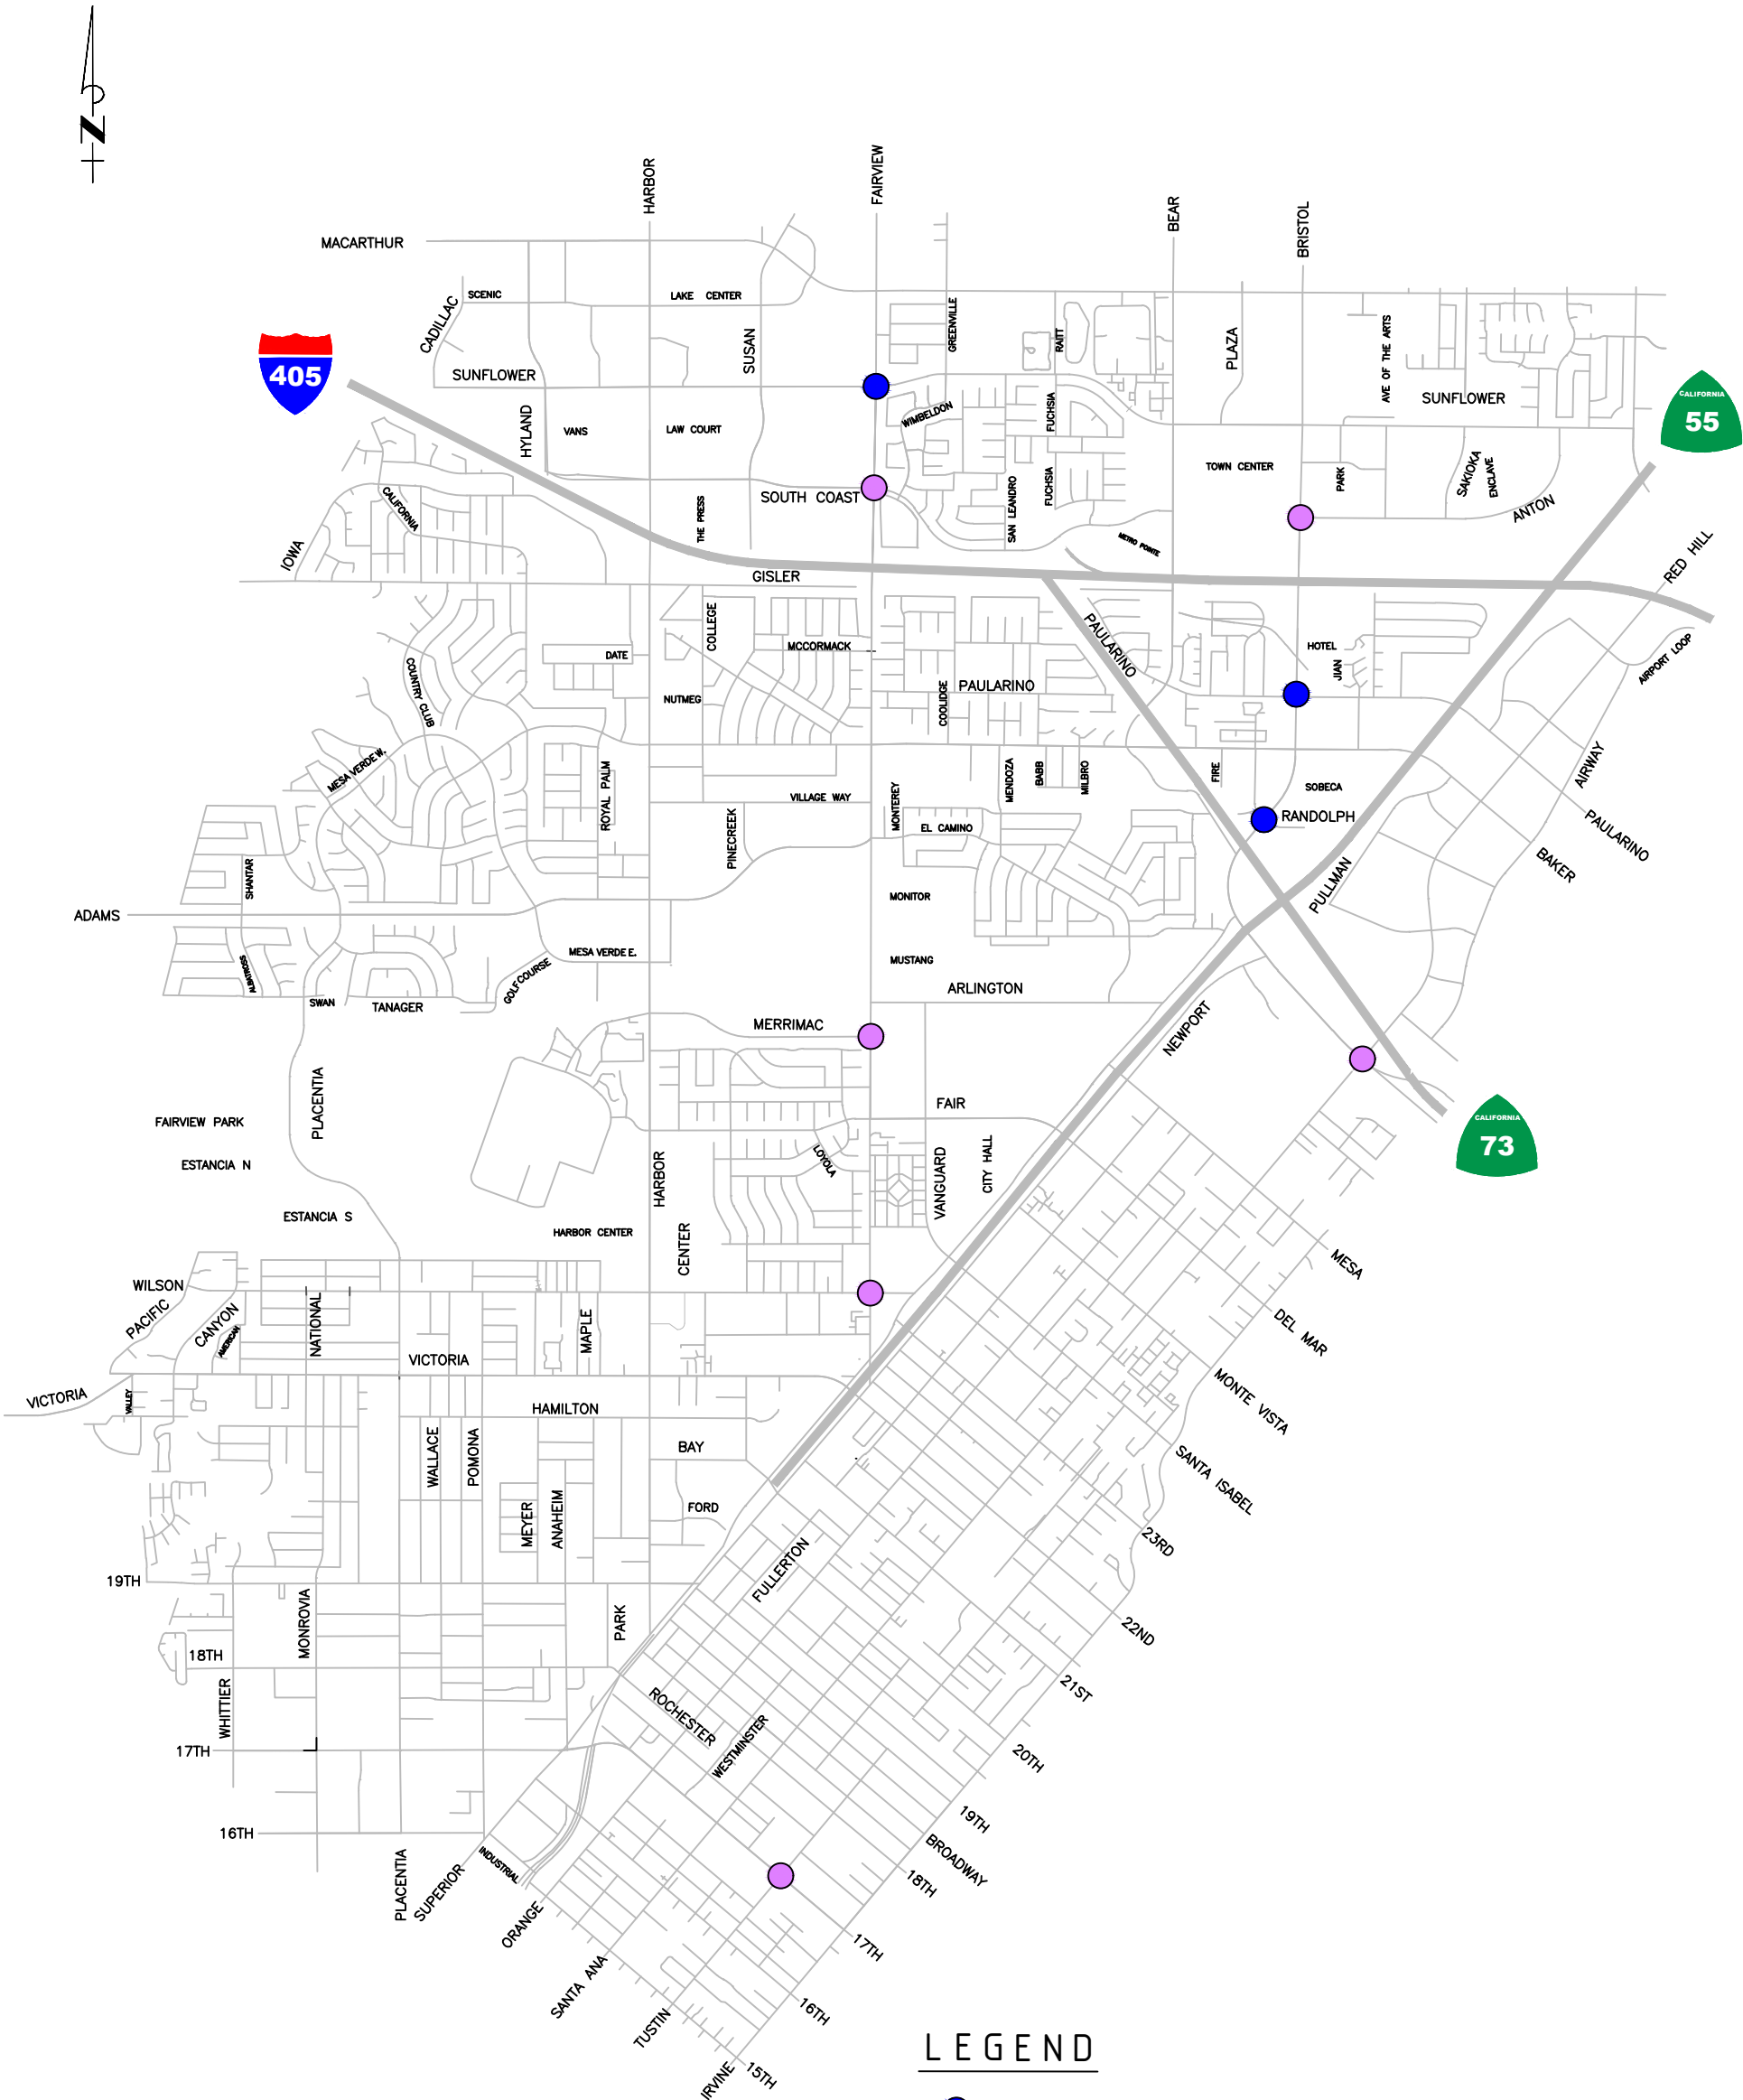 N
HARBOR
FAIRVIEW
BEAR
BRISTOL
MACARTHUR
SCENIC
LAKE CENTER
CADILLAC
SUSAN
GREENVILLE
RAITT
PLAZA
AVE OF THE ARTS
405
SUNFLOWER
SUNFLOWER
CALIFORNIA
55
HYLAND
VANS
LAW COURT
WIMBELDON
FUCHSIA
TOWN CENTER
PARK
SAKIOKA
ENCLAVE
CALIFORNIA
THE PRESS
SOUTH COAST
SAN LEANDRO
FUCHSIA
ANTON
METRO POINTE
IOWA
GISLER
RED HILL
COLLEGE
MCCORMACK
PAULARINO
HOTEL
JIAN
AIRPORT LOOP
DATE
COUNTRY CLUB
NUTMEG
COOLIDGE
PAULARINO
MESA VERDE W.
ROYAL PALM
MENDOZA
BABB
MILBRO
FIRE
SOBECA
AIRWAY
VILLAGE WAY
MONTEREY
PINECREEK
EL CAMINO
RANDOLPH
PAULARINO
BAKER
SHANTAR
MONITOR
PULLMAN
ADAMS
MESA VERDE E.
MUSTANG
ALBATROSS
GOLF COURSE
ARLINGTON
SWAN
TANAGER
MERRIMAC
NEWPORT
PLACENTIA
FAIR
FAIRVIEW PARK
CALIFORNIA
73
ESTANCIA N
LOYOLA
HARBOR
VANGUARD
CITY HALL
ESTANCIA S
HARBOR CENTER
CENTER
MESA
WILSON
PACIFIC
CANYON
AMERICAN
NATIONAL
MAPLE
DEL MAR
VICTORIA
MONTE VISTA
VICTORIA
VALLEY
HAMILTON
WALLACE
POMONA
BAY
SANTA ISABEL
MEYER
ANAHEIM
FORD
23RD
FULLERTON
19TH
MONROVIA
PARK
22ND
18TH
21ST
WHITTIER
ROCHESTER
WESTMINSTER
17TH
20TH
16TH
19TH
BROADWAY
PLACENTIA
SUPERIOR
INDUSTRIAL
18TH
ORANGE
17TH
SANTA ANA
16TH
TUSTIN
LEGEND
IRVINE
15TH